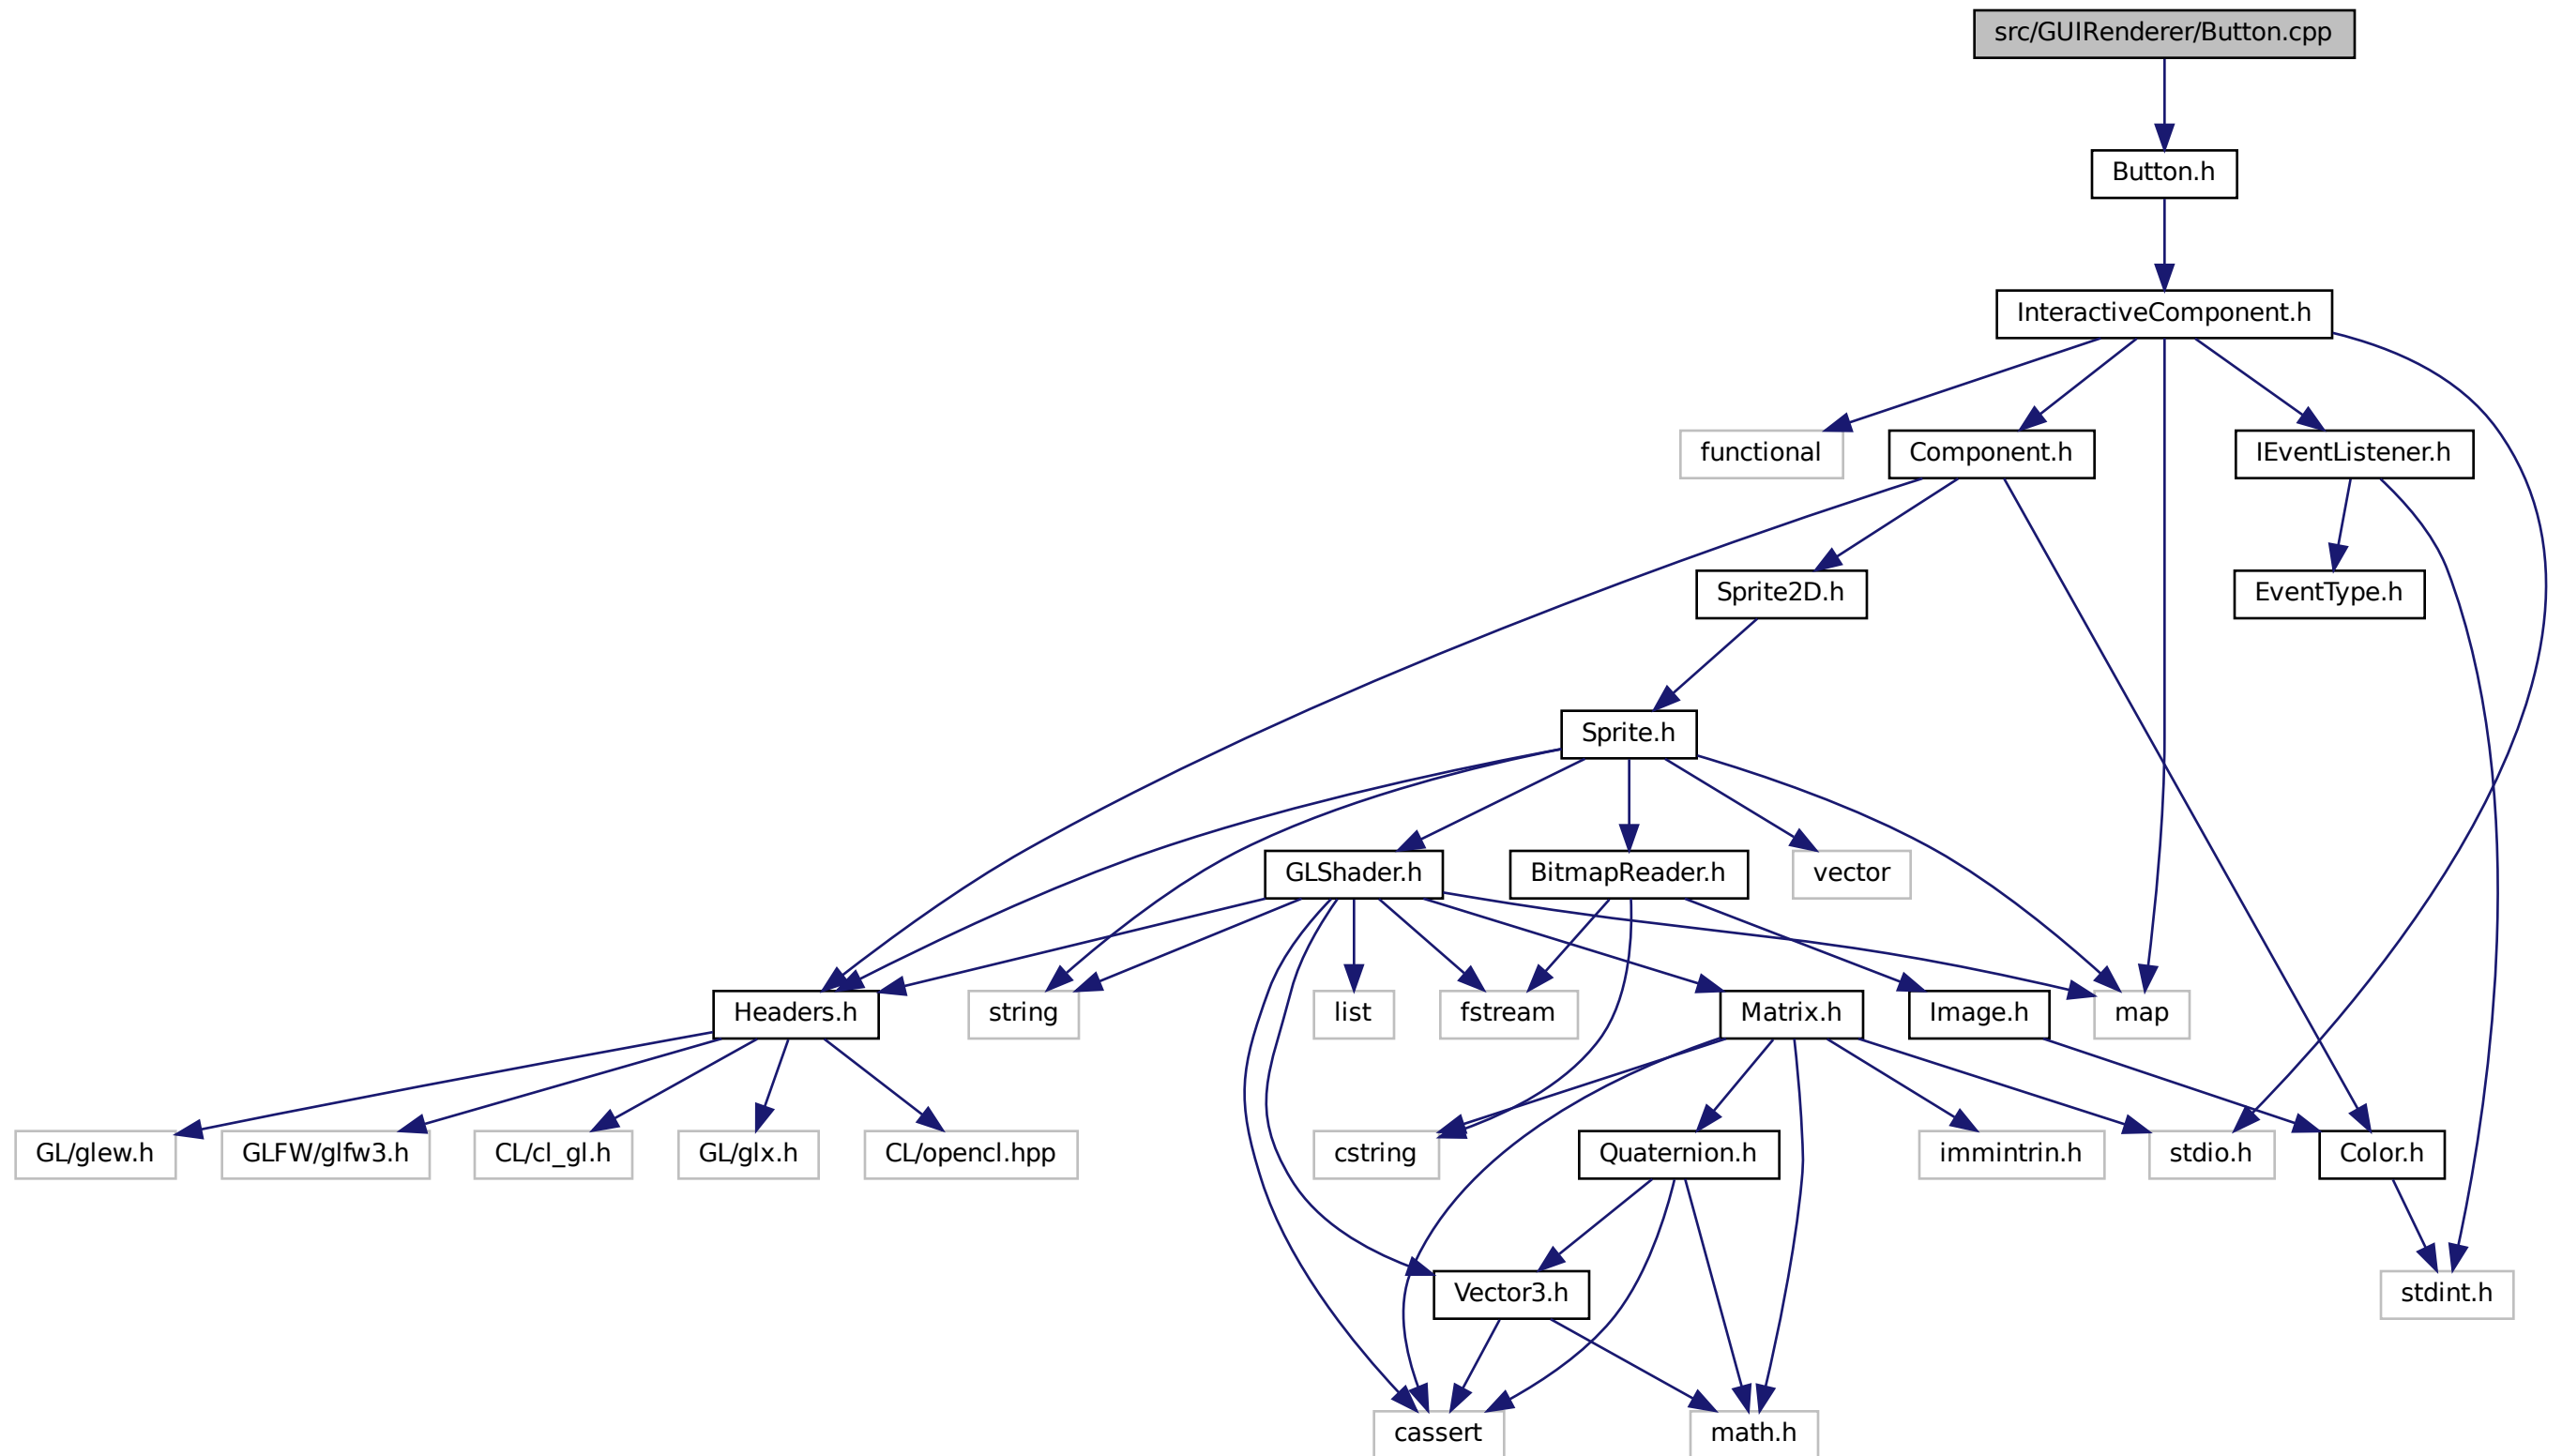 src/GUIRenderer/Button.cpp
Button.h
InteractiveComponent.h
functional
Component.h
IEventListener.h
Sprite2D.h
EventType.h
Sprite.h
GLShader.h
BitmapReader.h
vector
Headers.h
string
list
fstream
Matrix.h
Image.h
map
GL/glew.h
GLFW/glfw3.h
CL/cl_gl.h
GL/glx.h
CL/opencl.hpp
cstring
Quaternion.h
immintrin.h
stdio.h
Color.h
Vector3.h
stdint.h
cassert
math.h